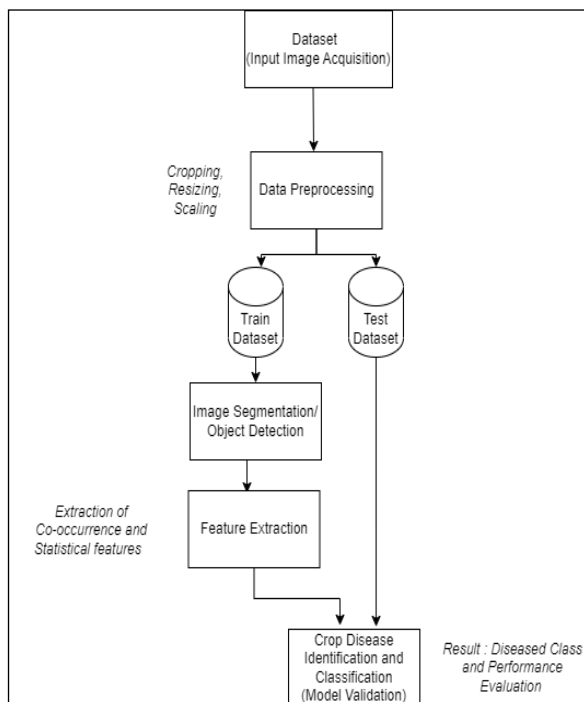 Dataset
(Input Image Acquisition)
Cropping,
Resizing,
Scaling
Data Preprocessing
Train
Dataset
Test
Dataset
Image Segmentation/
Object Detection
Extraction of
Co-occurrence and
Statistical features
Feature Extraction
Crop Disease
Identification and
Classification
(Model Validation)
Result : Diseased Class
and Performance
Evaluation